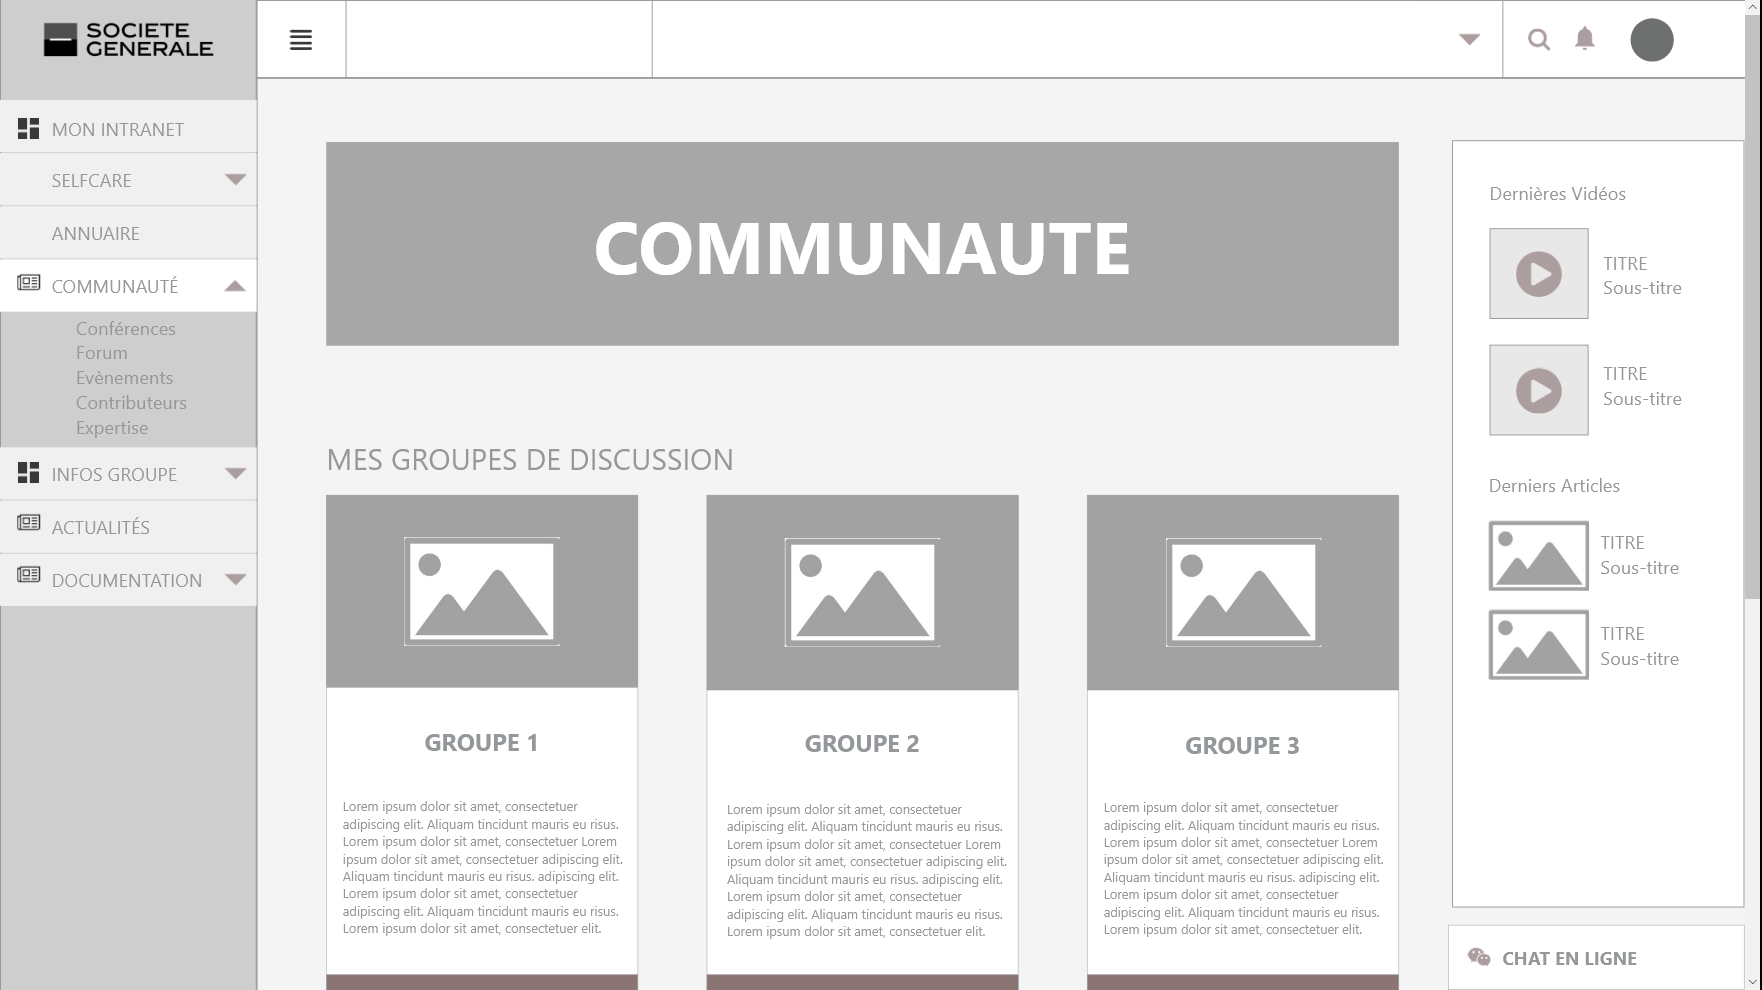 SOCIETE
GENERALE
MON INTRANET
SELFCARE
ANNUAIRE
COMMUNAUTÉ
Conférences
Forum
Evènements
Contributeurs
Expertise
INFOS GROUPE
ACTUALITÉS
DOCUMENTATION
COMMUNAUTE
MES GROUPES DE DISCUSSION
GROUPE 1
Lorem ipsum dolor sit amet, consectetuer
adipiscing elit. Aliquam tincidunt mauris eu risus.
Lorem ipsum dolor sit amet, consectetuer Lorem
ipsum dolor sit amet, consectetuer adipiscing elit.
Aliquam tincidunt mauris eu risus. adipiscing elit.
Lorem ipsum dolor sit amet, consectetuer
adipiscing elit. Aliquam tincidunt mauris eu risus.
Lorem ipsum dolor sit amet, consectetuer elit.
GROUPE 2
Lorem ipsum dolor sit amet, consectetuer
adipiscing elit. Aliquam tincidunt mauris eu risus.
Lorem ipsum dolor sit amet, consectetuer Lorem
ipsum dolor sit amet, consectetuer adipiscing elit.
Aliquam tincidunt mauris eu risus. adipiscing elit.
Lorem ipsum dolor sit amet, consectetuer
adipiscing elit. Aliquam tincidunt mauris eu risus.
Lorem ipsum dolor sit amet, consectetuer elit.
GROUPE 3
Lorem ipsum dolor sit amet, consectetuer
adipiscing elit. Aliquam tincidunt mauris eu risus.
Lorem ipsum dolor sit amet, consectetuer Lorem
ipsum dolor sit amet, consectetuer adipiscing elit.
Aliquam tincidunt mauris eu risus. adipiscing elit.
Lorem ipsum dolor sit amet, consectetuer
adipiscing elit. Aliquam tincidunt mauris eu risus.
Lorem ipsum dolor sit amet, consectetuer elit.
Dernières Vidéos
TITRE
Sous-titre
TITRE
Sous-titre
Derniers Articles
TITRE
Sous-titre
TITRE
Sous-titre
CHAT EN LIGNE